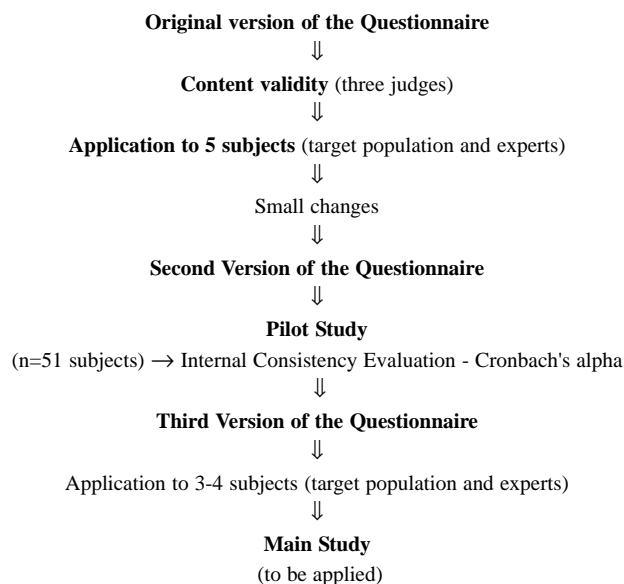 Original version of the Questionnaire
⇓
Content validity (three judges)
⇓
Application to 5 subjects (target population and experts)
⇓
Small changes
⇓
Second Version of the Questionnaire
⇓
Pilot Study
(n=51 subjects) → Internal Consistency Evaluation - Cronbach's alpha
⇓
Third Version of the Questionnaire
⇓
Application to 3-4 subjects (target population and experts)
⇓
Main Study
(to be applied)